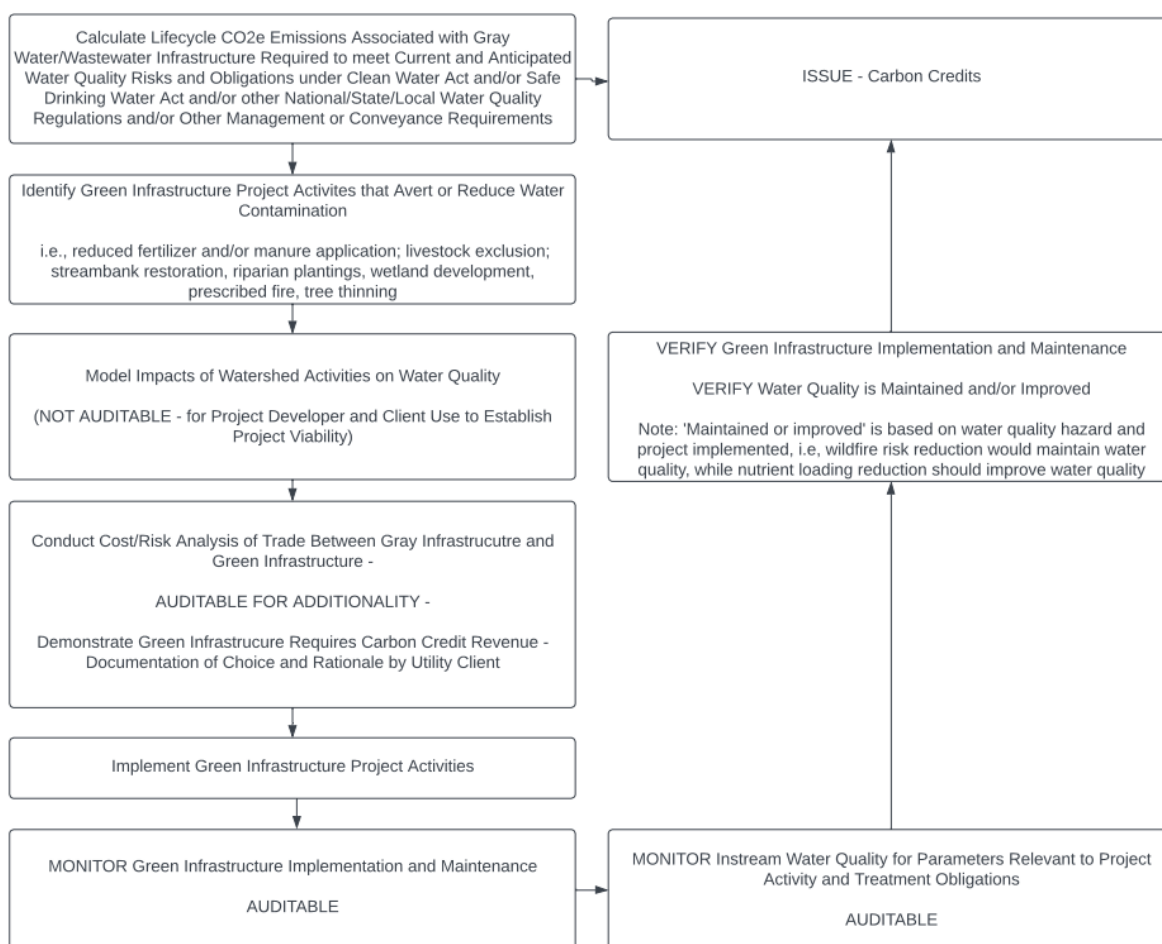 Calculate Lifecycle CO2e Emissions Associated with Gray
Water/Wastewater Infrastructure Required to meet Current and Anticipated
Water Quality Risks and Obligations under Clean Water Act and/or Safe
Drinking Water Act and/or other National/State/Local Water Quality
Regulations and/or Other Management or Conveyance Requirements
ISSUE - Carbon Credits
Identify Green Infrastructure Project Activites that Avert or Reduce Water
Contamination
i.e., reduced fertilizer and/or manure application; livestock exclusion;
streambank restoration, riparian plantings, wetland development,
prescribed fire, tree thinning
Model Impacts of Watershed Activities on Water Quality
(NOT AUDITABLE - for Project Developer and Client Use to Establish
Project Viability)
Conduct Cost/Risk Analysis of Trade Between Gray Infrastrucutre and
Green Infrastructure -
AUDITABLE FOR ADDITIONALITY -
Demonstrate Green Infrastrucure Requires Carbon Credit Revenue -
Documentation of Choice and Rationale by Utility Client
Implement Green Infrastructure Project Activities
MONITOR Green Infrastructure Implementation and Maintenance
AUDITABLE
MONITOR Instream Water Quality for Parameters Relevant to Project
Activity and Treatment Obligations
AUDITABLE
VERIFY Green Infrastructure Implementation and Maintenance
VERIFY Water Quality is Maintained and/or Improved
Note: 'Maintained or improved' is based on water quality hazard and
project implemented, i.e, wildfire risk reduction would maintain water
quality, while nutrient loading reduction should improve water quality